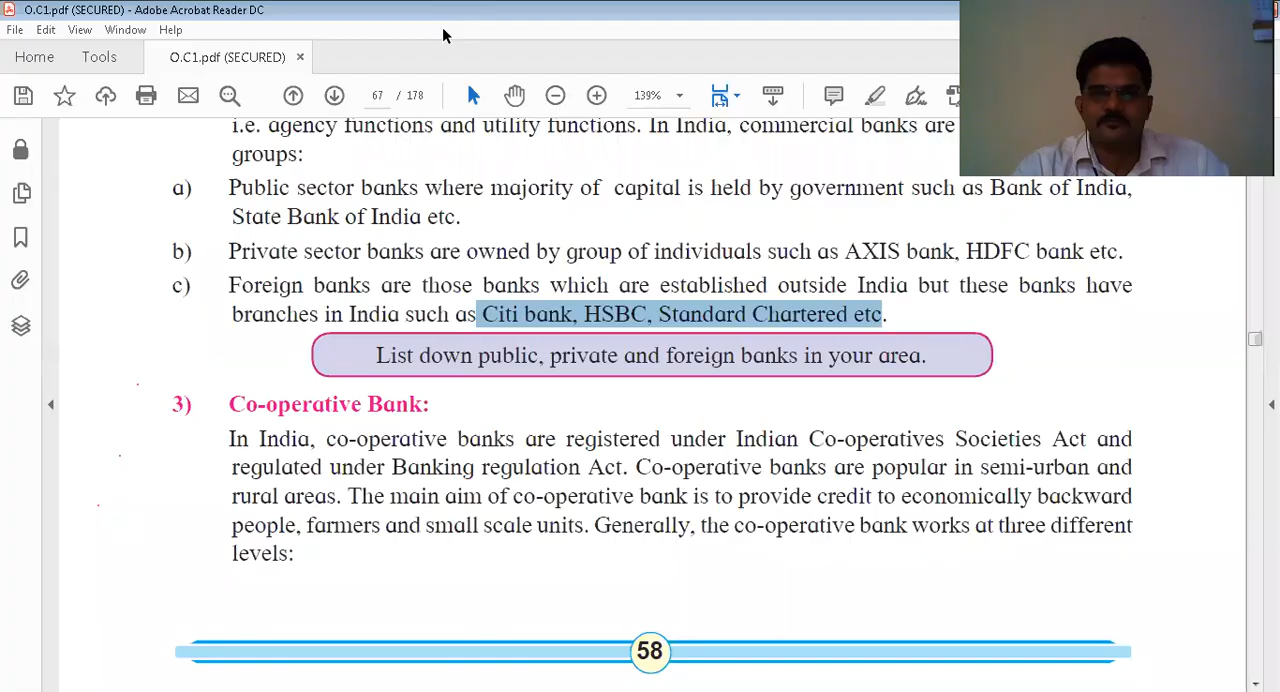 O.C1.pdf (SECURED) - Adobe Acrobat Reader DC
File Edit View Window Help
Home Tools O.C1.pdf (SECURED) ×
67 / 178 139%
i.e. agency functions and utility functions. In India, commercial banks are
groups:
a) Public sector banks where majority of capital is held by government such as Bank of India,
State Bank of India etc.
b) Private sector banks are owned by group of individuals such as AXIS bank, HDFC bank etc.
c) Foreign banks are those banks which are established outside India but these banks have
branches in India such as Citi bank, HSBC, Standard Chartered etc.
List down public, private and foreign banks in your area.
3) Co-operative Bank:
In India, co-operative banks are registered under Indian Co-operatives Societies Act and
regulated under Banking regulation Act. Co-operative banks are popular in semi-urban and
rural areas. The main aim of co-operative bank is to provide credit to economically backward
people, farmers and small scale units. Generally, the co-operative bank works at three different
levels:
58